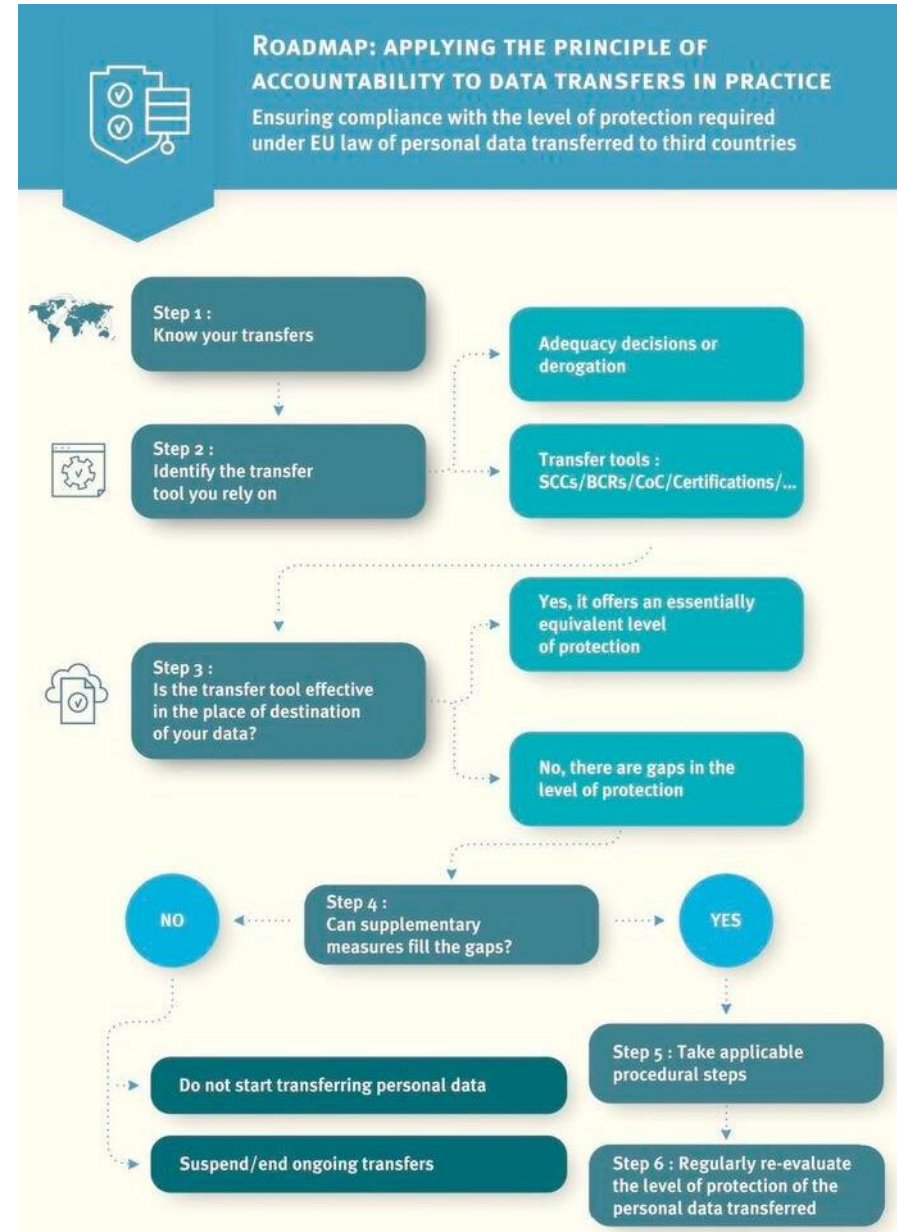 ROADMAP: APPLYING THE PRINCIPLE OF
ACCOUNTABILITY TO DATA TRANSFERS IN PRACTICE
Ensuring compliance with the level of protection required
under EU law of personal data transferred to third countries
Step 1 :
Know your transfers
Adequacy decisions or
derogation
Step 2 :
Identify the transfer
tool you rely on
Transfer tools :
SCCs/BCRs/CoC/Certifications/...
Yes, it offers an essentially
equivalent level
of protection
Step 3 :
Is the transfer tool effective
in the place of destination
of your data?
No, there are gaps in the
level of protection
NO
Step 4 :
Can supplementary
measures fill the gaps?
YES
Step 5 : Take applicable
procedural steps
Do not start transferring personal data
Suspend/end ongoing transfers
Step 6 : Regularly re-evaluate
the level of protection of the
personal data transferred